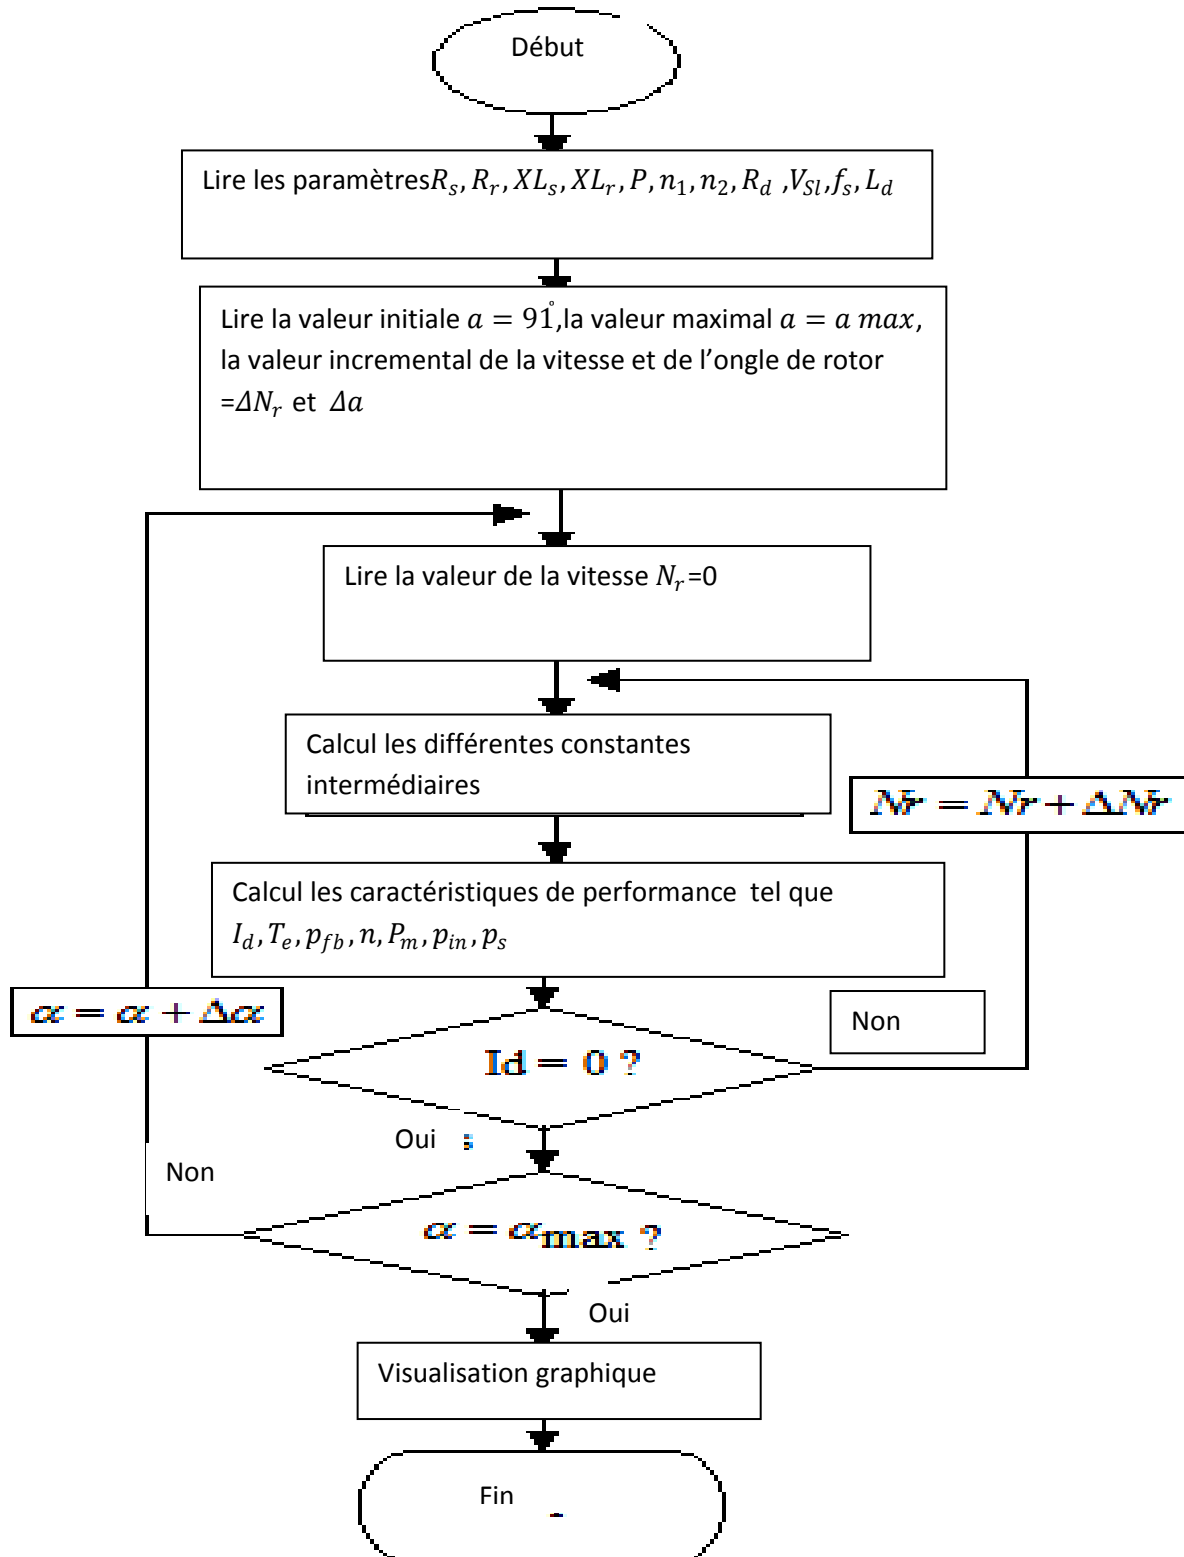 Début
Lire les paramètresR_s, R_r, XL_s, XL_r, P, n_1, n_2, R_d ,V_Sl,f_s, L_d
Lire la valeur initiale a = 91°,la valeur maximal a = a max,
la valeur incremental de la vitesse et de l’ongle de rotor
=ΔN_r et Δa
Lire la valeur de la vitesse N_r=0
Calcul les différentes constantes
intermédiaires
Nr = Nr + ΔNr
Calcul les caractéristiques de performance tel que
I_d, T_e, p_fb, n, P_m, p_in, p_s
α = α + Δα
Non
Id = 0 ?
Oui
Non
α = α_max ?
Oui
Visualisation graphique
Fin